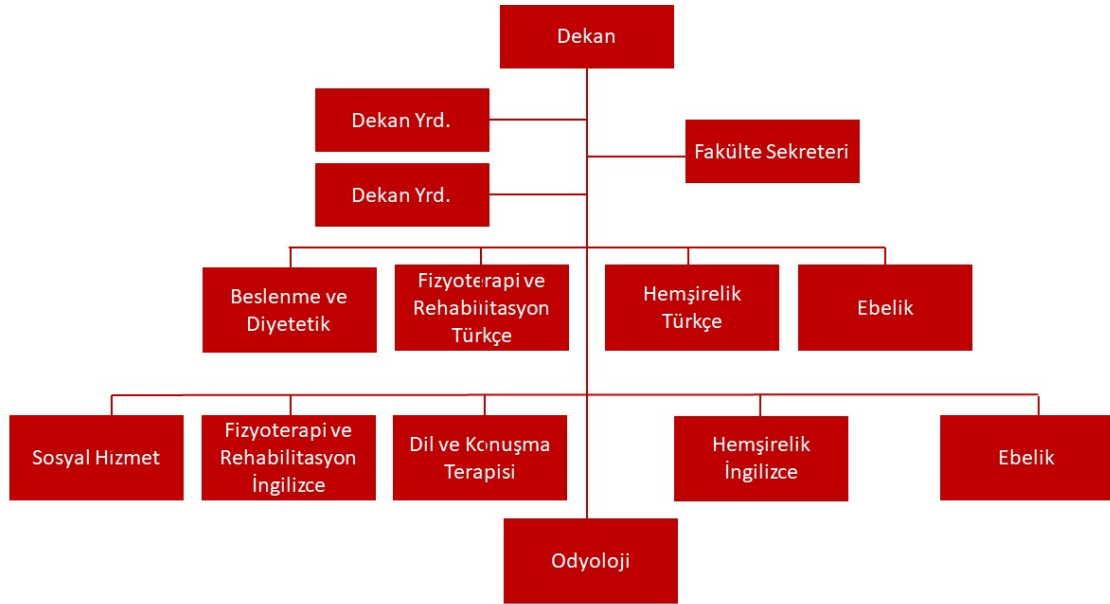 Dekan
Dekan Yrd.
Fakülte Sekreteri
Dekan Yrd.
Beslenme ve
Diyetetik
Fizyoterapi ve
Rehabilitasyon
Türkçe
Hemşirelik
Türkçe
Ebelik
Sosyal Hizmet
Fizyoterapi ve
Rehabilitasyon
İngilizce
Dil ve Konuşma
Terapisi
Hemşirelik
İngilizce
Ebelik
Odyoloji